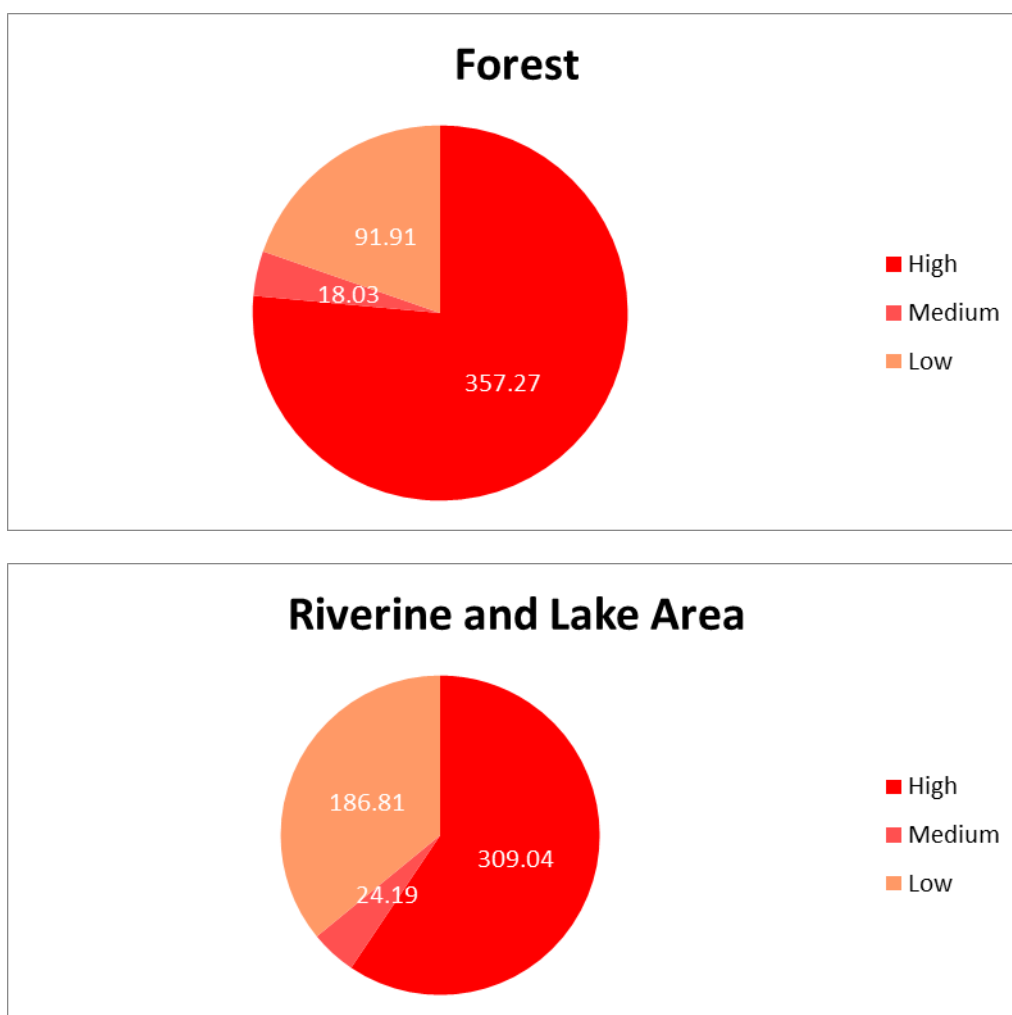 Forest
91.91
18.03
357.27
High
Medium
Low
Riverine and Lake Area
186.81
309.04
24.19
High
Medium
Low